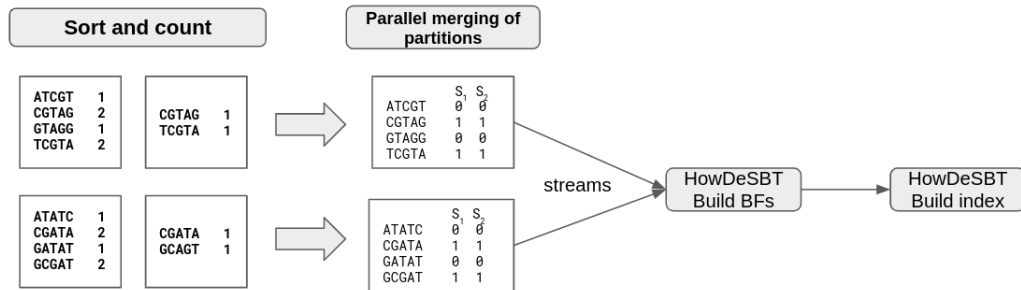 Sort and count
Parallel merging of
partitions
ATCGT 1
CGTAG 2
GTAGG 1
TCGTA 2
CGTAG 1
TCGTA 1
S1 S2
ATCGT 0 0
CGTAG 1 1
GTAGG 0 0
TCGTA 1 1
streams
HowDeSBT
Build BFs
HowDeSBT
Build index
ATATC 1
CGATA 2
GATAT 1
GCGAT 2
CGATA 1
GCAGT 1
S1 S2
ATATC 0 0
CGATA 1 1
GATAT 0 0
GCGAT 1 1